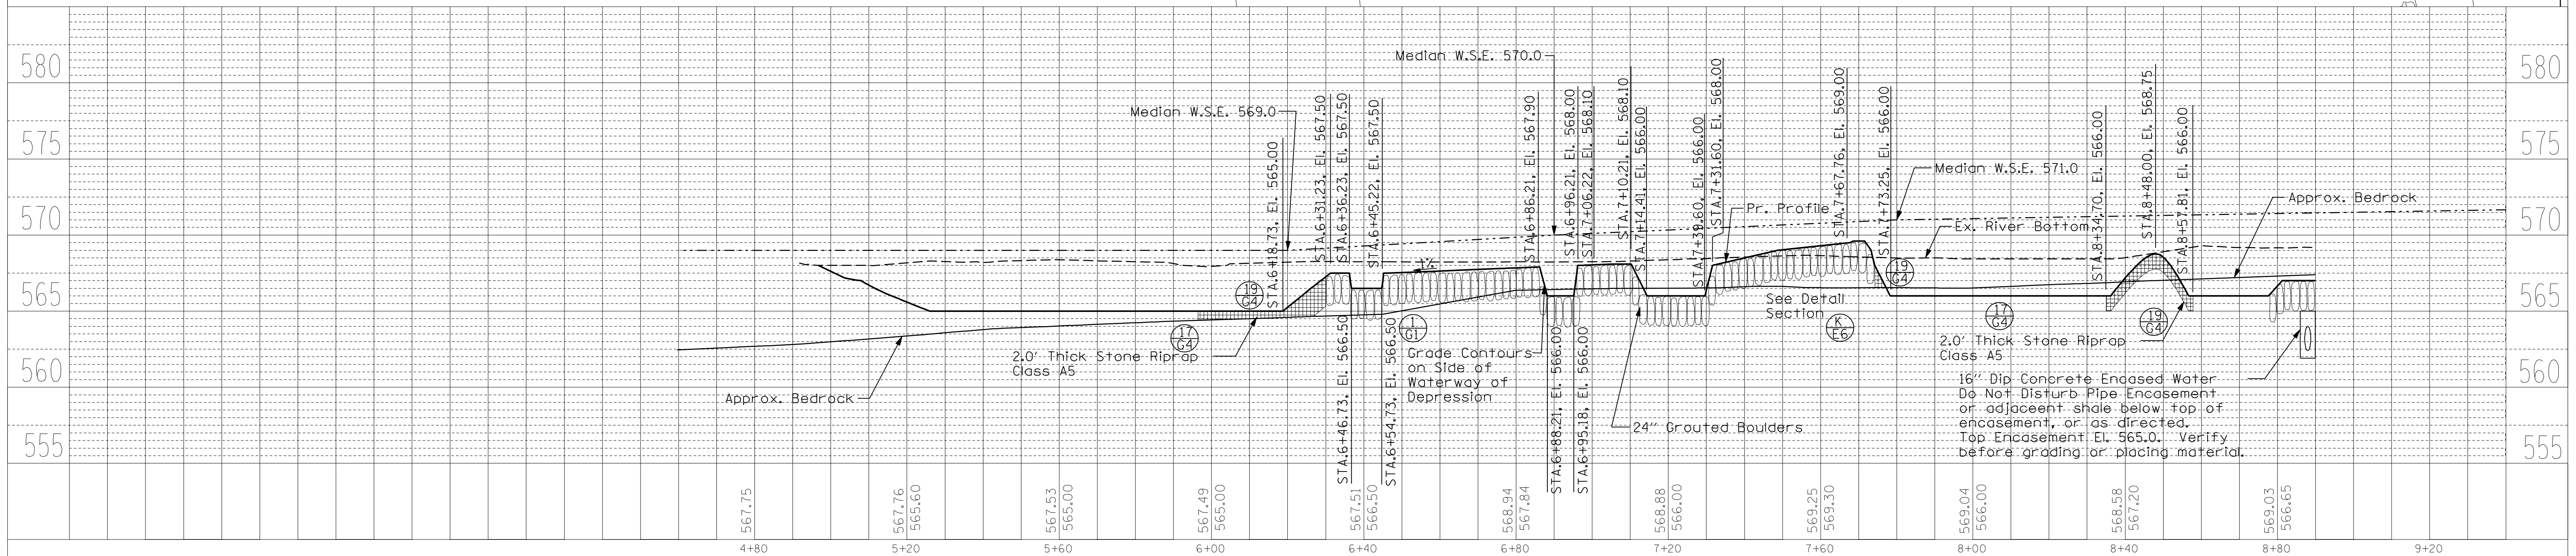 580
575
570
565
560
555
Median W.S.E. 569.0
Median W.S.E. 570.0
Median W.S.E. 571.0
STA.6+18.73, El. 565.00
STA.6+31.23, El. 567.50
STA.6+36.23, El. 567.50
STA.6+45.22, El. 567.50
STA.6+86.21, El. 567.90
STA.6+96.21, El. 568.00
STA.7+06.22, El. 568.10
STA.7+10.21, El. 568.10
STA.7+14.41, El. 566.00
STA.7+39.60, El. 566.00
STA.7+31.60, El. 568.00
STA.7+67.76, El. 569.00
STA.7+73.25, El. 566.00
STA.8+34.70, El. 566.00
STA.8+48.00, El. 568.75
STA.8+57.81, El. 566.00
Pr. Profile
Ex. River Bottom
Approx. Bedrock
1%
19
G4
17
G4
1
G1
K
E6
19
G4
17
G4
19
G4
See Detail
Section
2.0' Thick Stone Riprap
Class A5
Approx. Bedrock
STA.6+46.73, El. 566.50
STA.6+54.73, El. 566.50
Grade Contours
on Side of
Waterway of
Depression
STA.6+88.21, El. 566.00
STA.6+95.18, El. 566.00
24" Grouted Boulders
2.0' Thick Stone Riprap
Class A5
16" Dip Concrete Encased Water
Do Not Disturb Pipe Encasement
or adjaceent shale below top of
encasement, or as directed.
Top Encasement El. 565.0. Verify
before grading or placing material.
580
575
570
565
560
555
567.75
567.76
565.60
567.53
565.00
567.49
565.00
567.51
566.50
568.94
567.84
568.88
566.00
569.25
569.30
569.04
566.00
568.58
567.20
569.03
566.65
4+80
5+20
5+60
6+00
6+40
6+80
7+20
7+60
8+00
8+40
8+80
9+20